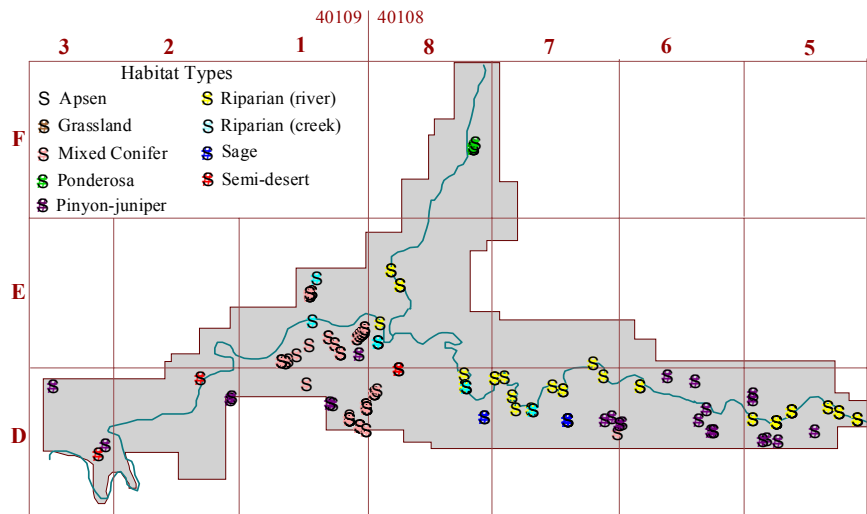 40109 40108
3 2 1 8 7 6 5
Habitat Types
S Apsen S Riparian (river)
S Grassland S Riparian (creek)
S Mixed Conifer S Sage
S Ponderosa S Semi-desert
S Pinyon-juniper
F
E
D